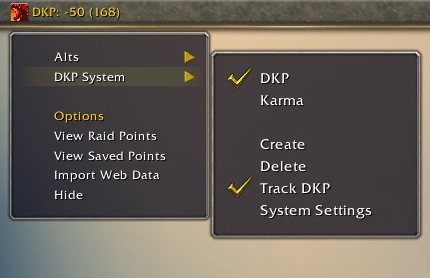 DKP: -50 (168)
Alts
DKP System
Options
View Raid Points
View Saved Points
Import Web Data
Hide
DKP
Karma
Create
Delete
Track DKP
System Settings